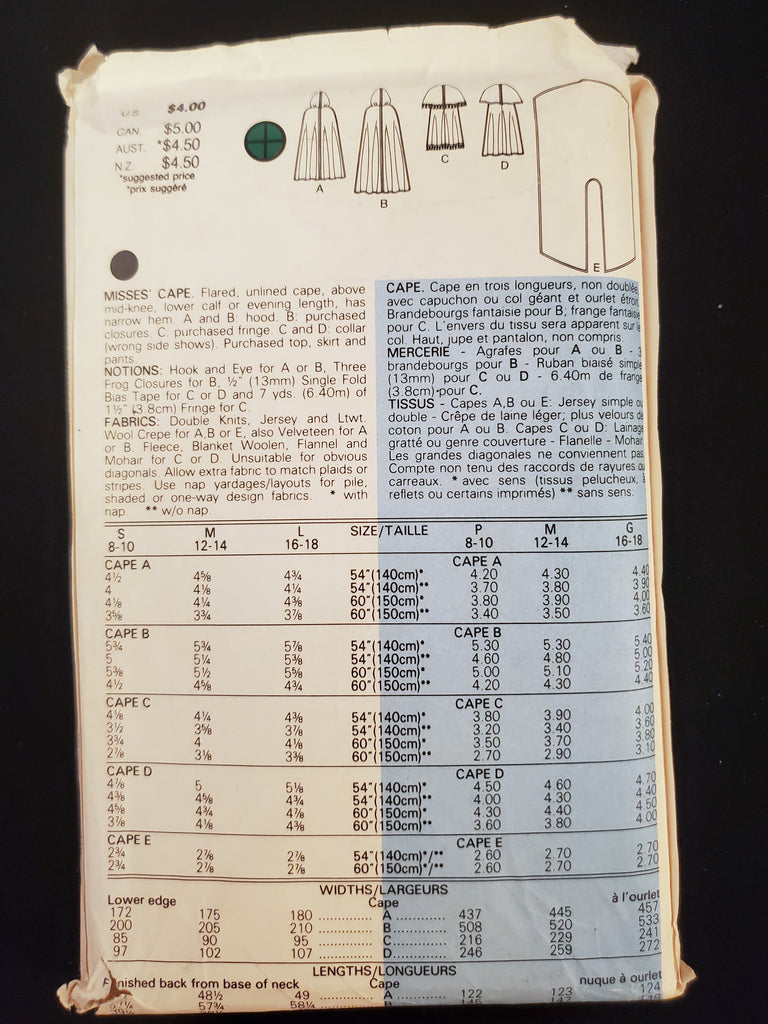 U.S. $4.00
CAN. $5.00
AUST. *$4.50
N.Z. $4.50
*suggested price
*prix suggéré
A
B
C
D
E
MISSES' CAPE. Flared, unlined cape, above
mid-knee, lower calf or evening length, has
narrow hem. A and B: hood. B: purchased
closures. C: purchased fringe. C and D: collar
(wrong side shows). Purchased top, skirt and
pants.
NOTIONS: Hook and Eye for A or B, Three
Frog Closures for B, ½" (13mm) Single Fold
Bias Tape for C or D and 7 yds. (6.40m) of
1½" (3.8cm) Fringe for C.
FABRICS: Double Knits, Jersey and Ltwt.
Wool Crepe for A,B or E, also Velveteen for A
or B. Fleece, Blanket Woolen, Flannel and
Mohair for C or D. Unsuitable for obvious
diagonals. Allow extra fabric to match plaids or
stripes. Use nap yardages/layouts for pile,
shaded or one-way design fabrics. * with
nap. ** w/o nap.
CAPE. Cape en trois longueurs, non doublée,
avec capuchon ou col géant et ourlet étroit.
Brandebourgs fantaisie pour B; frange fantaisie
pour C. L'envers du tissu sera apparent sur le
col. Haut, jupe et pantalon, non compris.
MERCERIE - Agrafes pour A ou B - 3
brandebourgs pour B - Ruban biaisé simple
(13mm) pour C ou D - 6.40m de frange
(3.8cm) pour C.
TISSUS - Capes A,B ou E: Jersey simple ou
double - Crêpe de laine léger; plus velours de
coton pour A ou B. Capes C ou D: Lainage
gratté ou genre couverture - Flanelle - Mohair.
Les grandes diagonales ne conviennent pas.
Compte non tenu des raccords de rayures ou
carreaux. * avec sens (tissus pelucheux, à
reflets ou certains imprimés) ** sans sens.
S M L SIZE/TAILLE P M G
8-10 12-14 16-18 8-10 12-14 16-18
CAPE A CAPE A
4½ 4⅝ 4¾ 54"(140cm)* 4.20 4.30 4.40
4 4⅛ 4¼ 54"(140cm)** 3.70 3.80 3.90
4⅛ 4¼ 4⅜ 60"(150cm)* 3.80 3.90 4.00
3⅝ 3¾ 3⅞ 60"(150cm)** 3.40 3.50 3.60
CAPE B CAPE B
5¾ 5¾ 5⅞ 54"(140cm)* 5.30 5.30 5.40
5 5¼ 5⅜ 54"(140cm)** 4.60 4.80 5.00
5⅜ 5½ 5⅝ 60"(150cm)* 5.00 5.10 5.20
4½ 4⅝ 4¾ 60"(150cm)** 4.20 4.30 4.40
CAPE C CAPE C
4⅛ 4¼ 4⅜ 54"(140cm)* 3.80 3.90 4.00
3½ 3⅝ 3⅞ 54"(140cm)** 3.20 3.40 3.60
3¾ 4 4⅛ 60"(150cm)* 3.50 3.70 3.80
2⅞ 3⅛ 3⅜ 60"(150cm)** 2.70 2.90 3.10
CAPE D CAPE D
4⅞ 5 5⅛ 54"(140cm)* 4.50 4.60 4.70
4⅜ 4⅝ 4¾ 54"(140cm)** 4.00 4.30 4.40
4⅝ 4¾ 4⅞ 60"(150cm)* 4.30 4.40 4.50
3⅞ 4⅛ 4⅜ 60"(150cm)** 3.60 3.80 4.00
CAPE E CAPE E
2¾ 2⅞ 2⅞ 54"(140cm)*/** 2.60 2.70 2.70
2¾ 2⅞ 2⅞ 60"(150cm)*/** 2.60 2.70 2.70
WIDTHS/LARGEURS
Lower edge Cape à l'ourlet
172 175 180 ............ A ............ 437 445 457
200 205 210 ............ B ............ 508 520 533
85 90 95 ............ C ............ 216 229 241
97 102 107 ............ D ............ 246 259 272
LENGTHS/LONGUEURS
Finished back from base of neck Cape nuque à ourlet
48½ 49 ............ A ............ 122 123 124
57¾ 58¼ ............ B